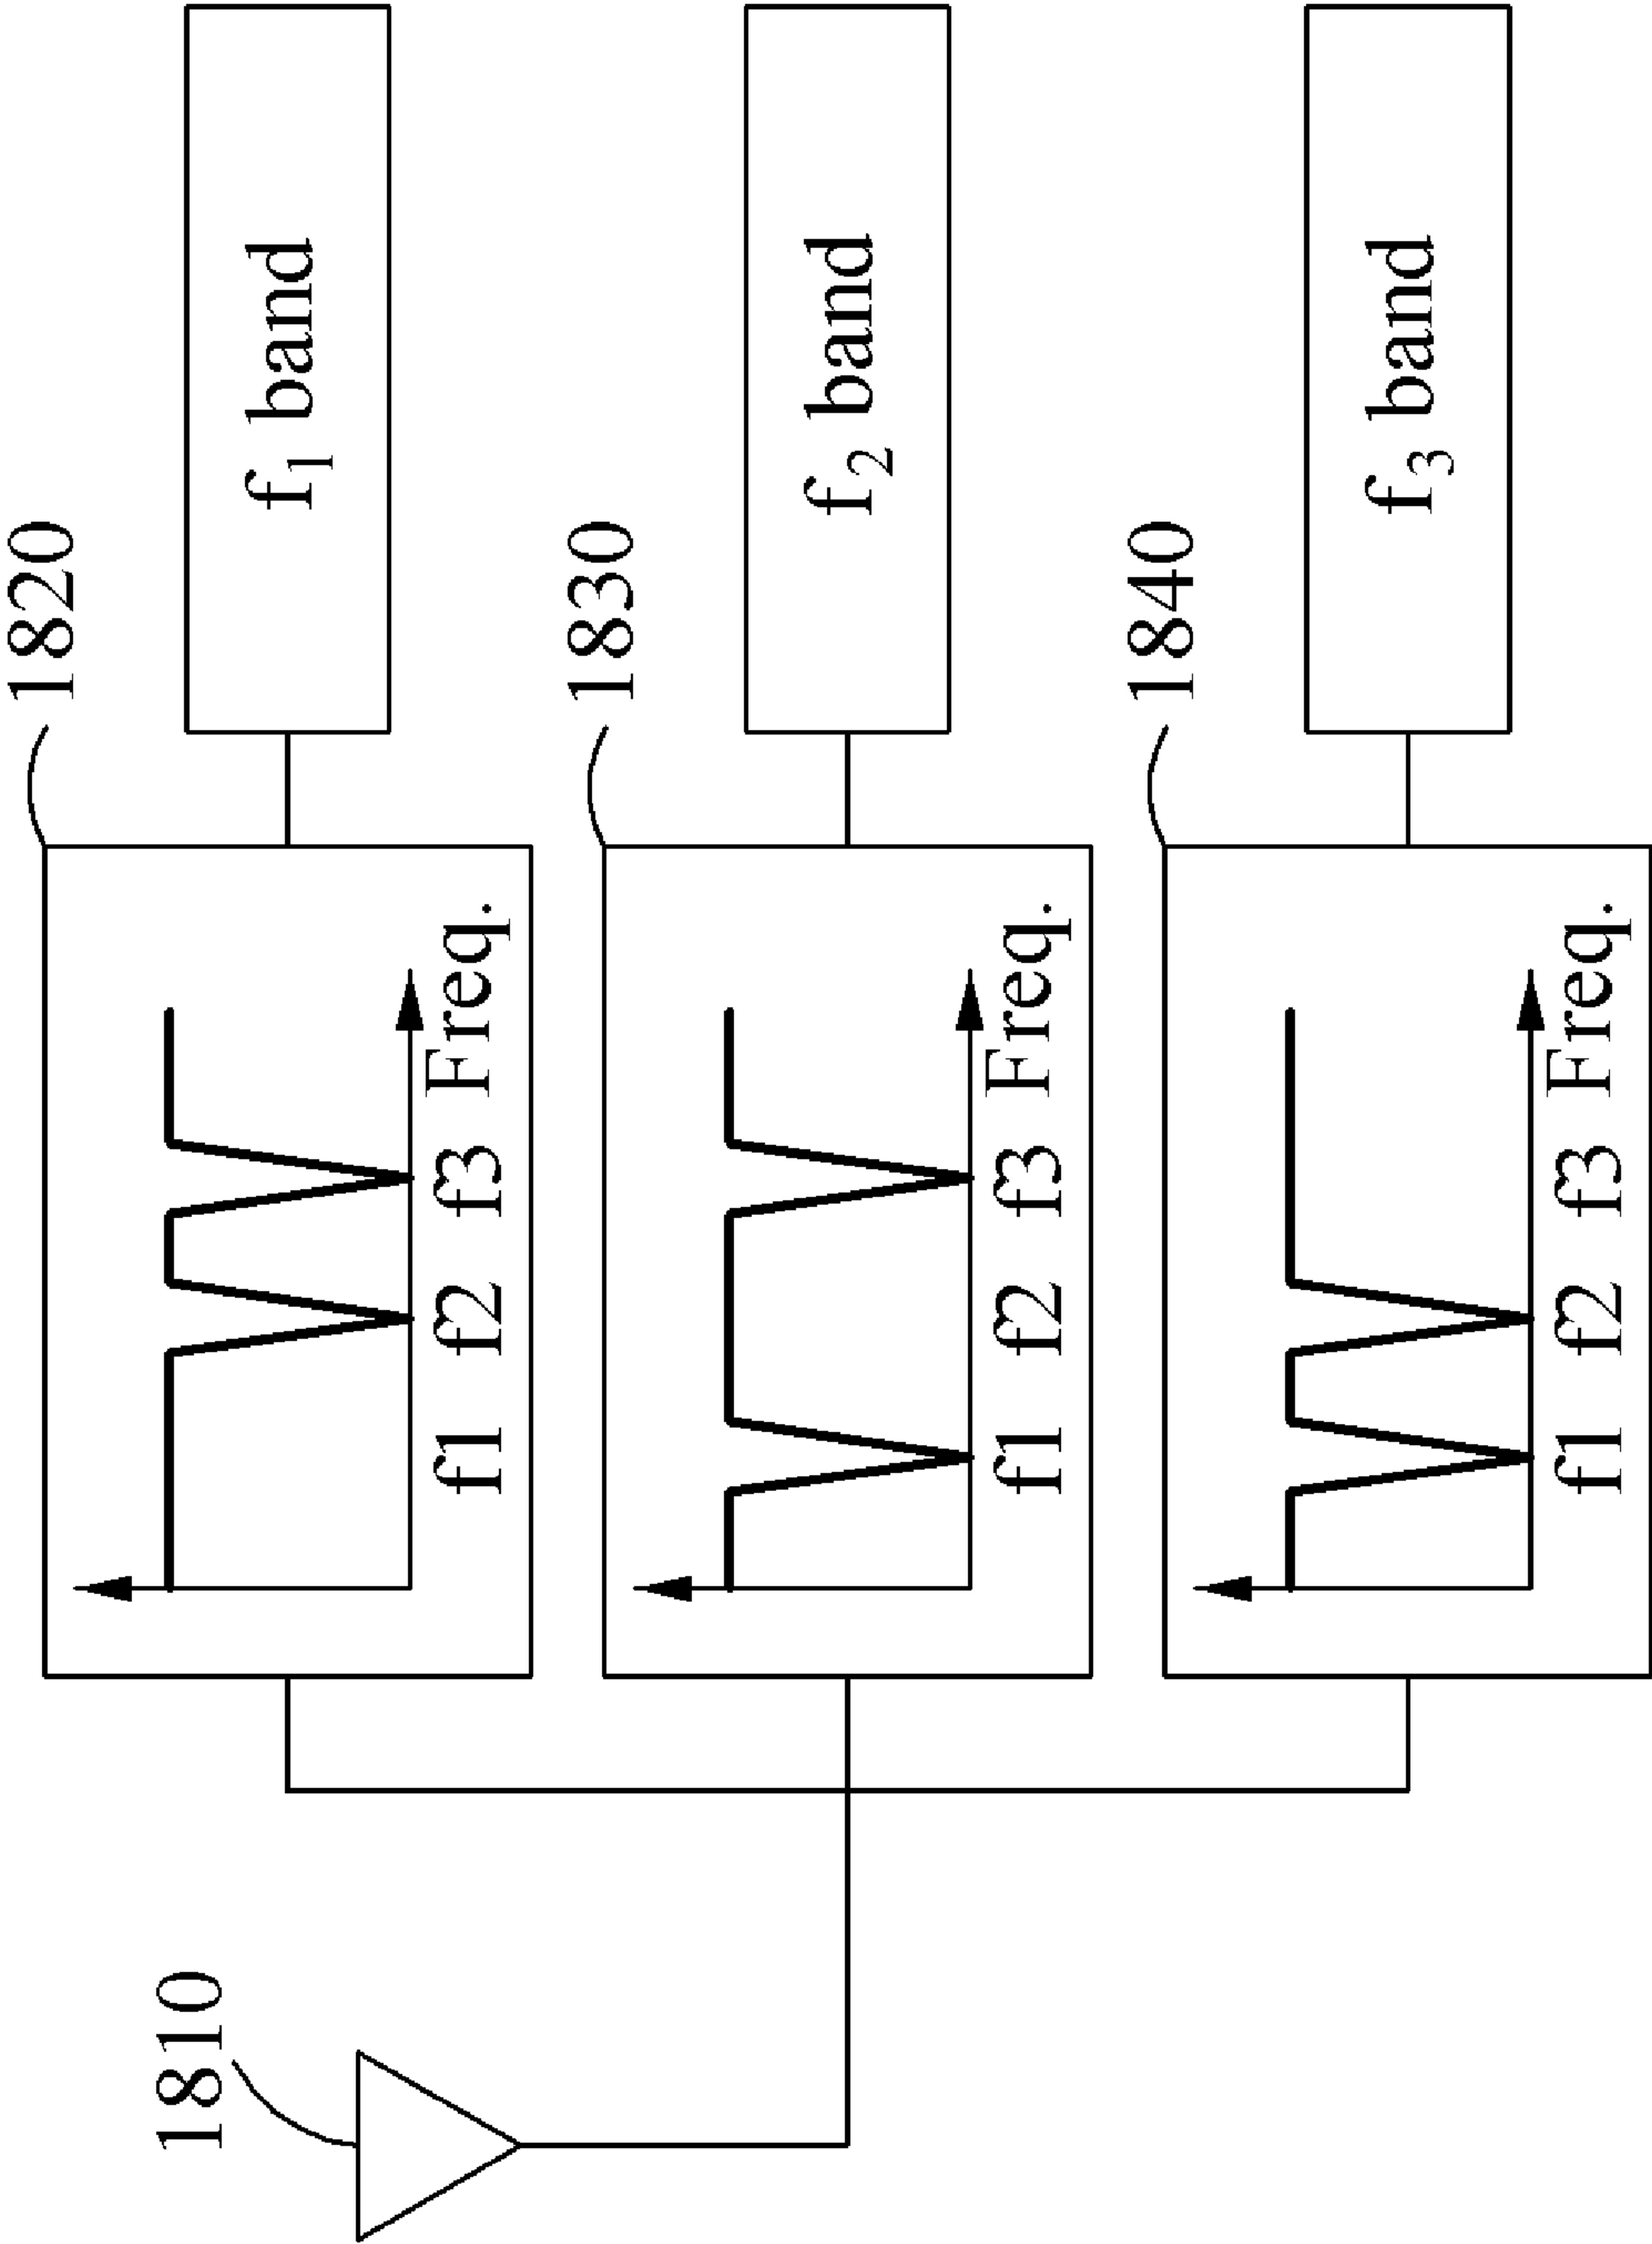 1810
1820
f1 f2 f3 Freq.
f₁ band
1830
f1 f2 f3 Freq.
f₂ band
1840
f1 f2 f3 Freq.
f₃ band